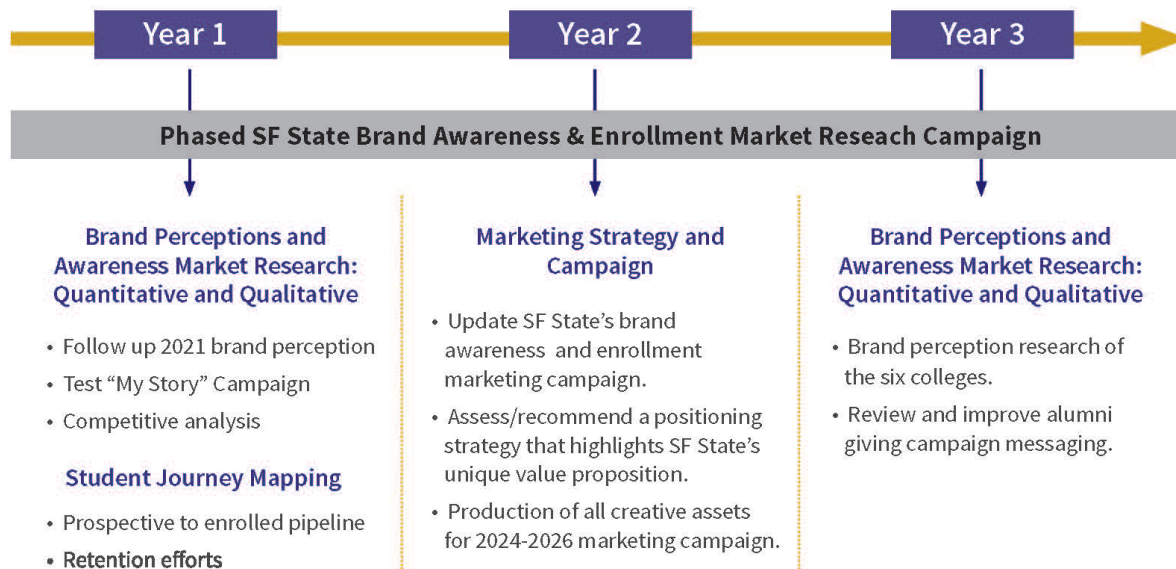 Year 1
Year 2
Year 3
Phased SF State Brand Awareness & Enrollment Market Reseach Campaign
Brand Perceptions and
Awareness Market Research:
Quantitative and Qualitative
• Follow up 2021 brand perception
• Test “My Story” Campaign
• Competitive analysis
Student Journey Mapping
• Prospective to enrolled pipeline
• Retention efforts
Marketing Strategy and
Campaign
• Update SF State’s brand
awareness and enrollment
marketing campaign.
• Assess/recommend a positioning
strategy that highlights SF State’s
unique value proposition.
• Production of all creative assets
for 2024-2026 marketing campaign.
Brand Perceptions and
Awareness Market Research:
Quantitative and Qualitative
• Brand perception research of
the six colleges.
• Review and improve alumni
giving campaign messaging.